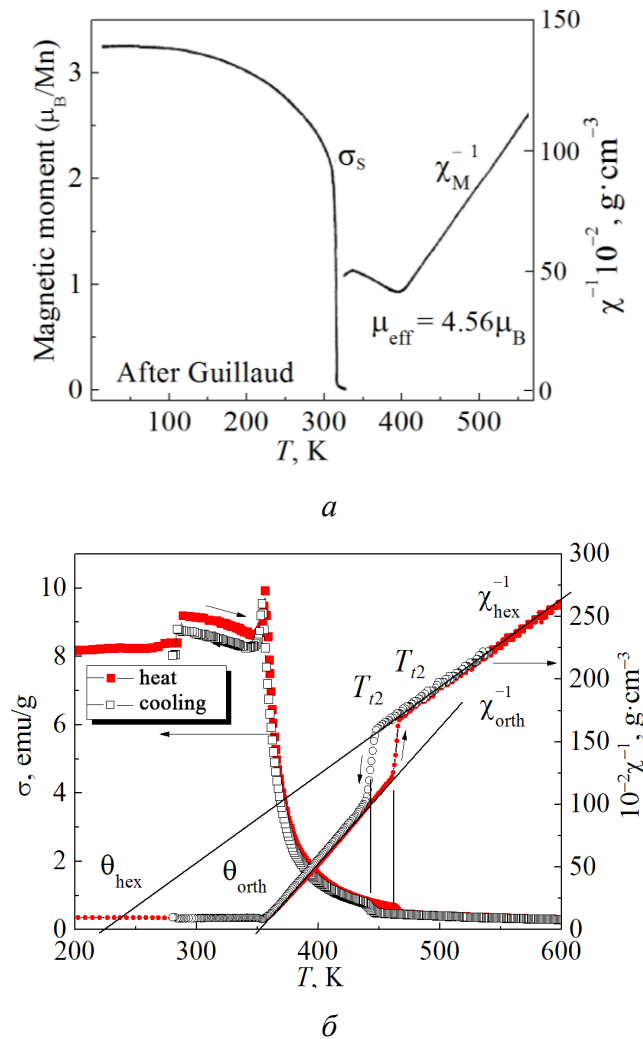 150
3
100
σs
χM−1
2
Magnetic moment (μB/Mn)
χ−1 10−2, g·cm−3
50
1
μeff = 4.56μB
After Guillaud
0
0
0 100 200 300 400 500
T, K
а
300
10
χhex−1
250
8
Tt2
200
heat
Tt2
cooling
χorth−1
6
150
σ, emu/g
10−2χ−1, g·cm−3
4
100
θhex
θorth
2
50
0
0
200 300 400 500 600
T, K
б